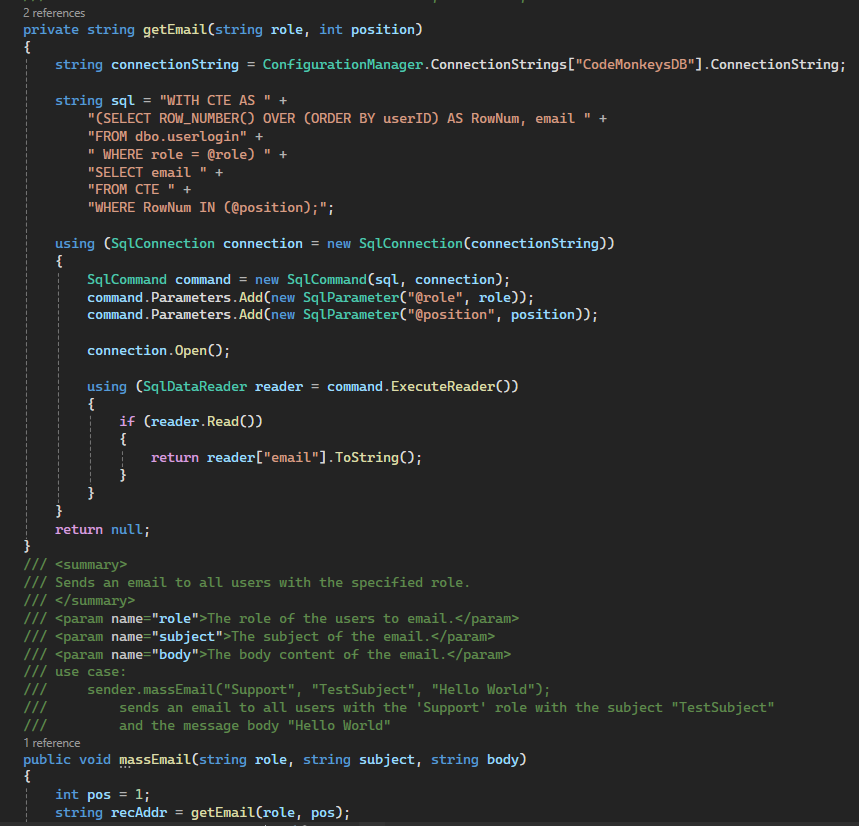 2 references
private string getEmail(string role, int position)
{
string connectionString = ConfigurationManager.ConnectionStrings["CodeMonkeysDB"].ConnectionString;
string sql = "WITH CTE AS " +
"(SELECT ROW_NUMBER() OVER (ORDER BY userID) AS RowNum, email " +
"FROM dbo.userlogin" +
" WHERE role = @role) " +
"SELECT email " +
"FROM CTE " +
"WHERE RowNum IN (@position);";
using (SqlConnection connection = new SqlConnection(connectionString))
{
SqlCommand command = new SqlCommand(sql, connection);
command.Parameters.Add(new SqlParameter("@role", role));
command.Parameters.Add(new SqlParameter("@position", position));
connection.Open();
using (SqlDataReader reader = command.ExecuteReader())
{
if (reader.Read())
{
return reader["email"].ToString();
}
}
}
return null;
}
/// <summary>
/// Sends an email to all users with the specified role.
/// </summary>
/// <param name="role">The role of the users to email.</param>
/// <param name="subject">The subject of the email.</param>
/// <param name="body">The body content of the email.</param>
/// use case:
/// sender.massEmail("Support", "TestSubject", "Hello World");
/// sends an email to all users with the 'Support' role with the subject "TestSubject"
/// and the message body "Hello World"
1 reference
public void massEmail(string role, string subject, string body)
{
int pos = 1;
string recAddr = getEmail(role, pos);